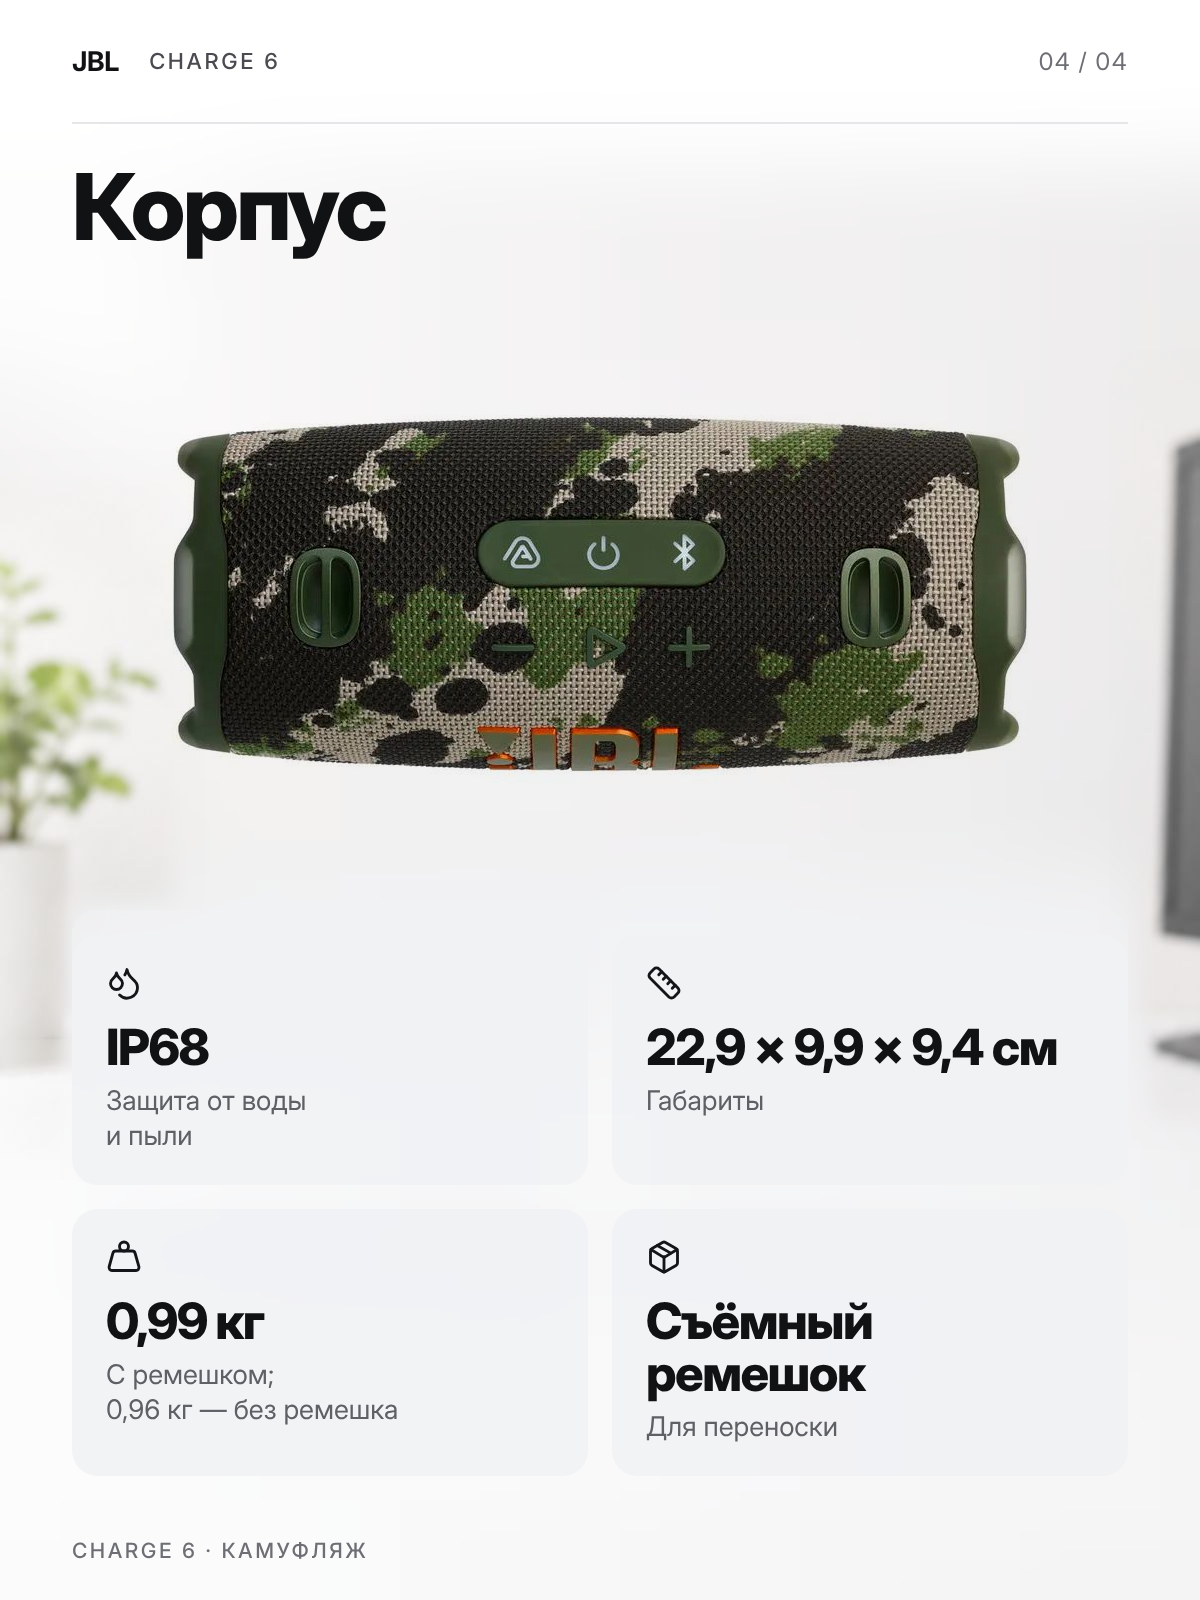 JBL CHARGE 6 04 / 04
Корпус
JBL
IP68
Защита от воды
и пыли
22,9 × 9,9 × 9,4 см
Габариты
0,99 кг
С ремешком;
0,96 кг — без ремешка
Съёмный
ремешок
Для переноски
CHARGE 6 · КАМУФЛЯЖ